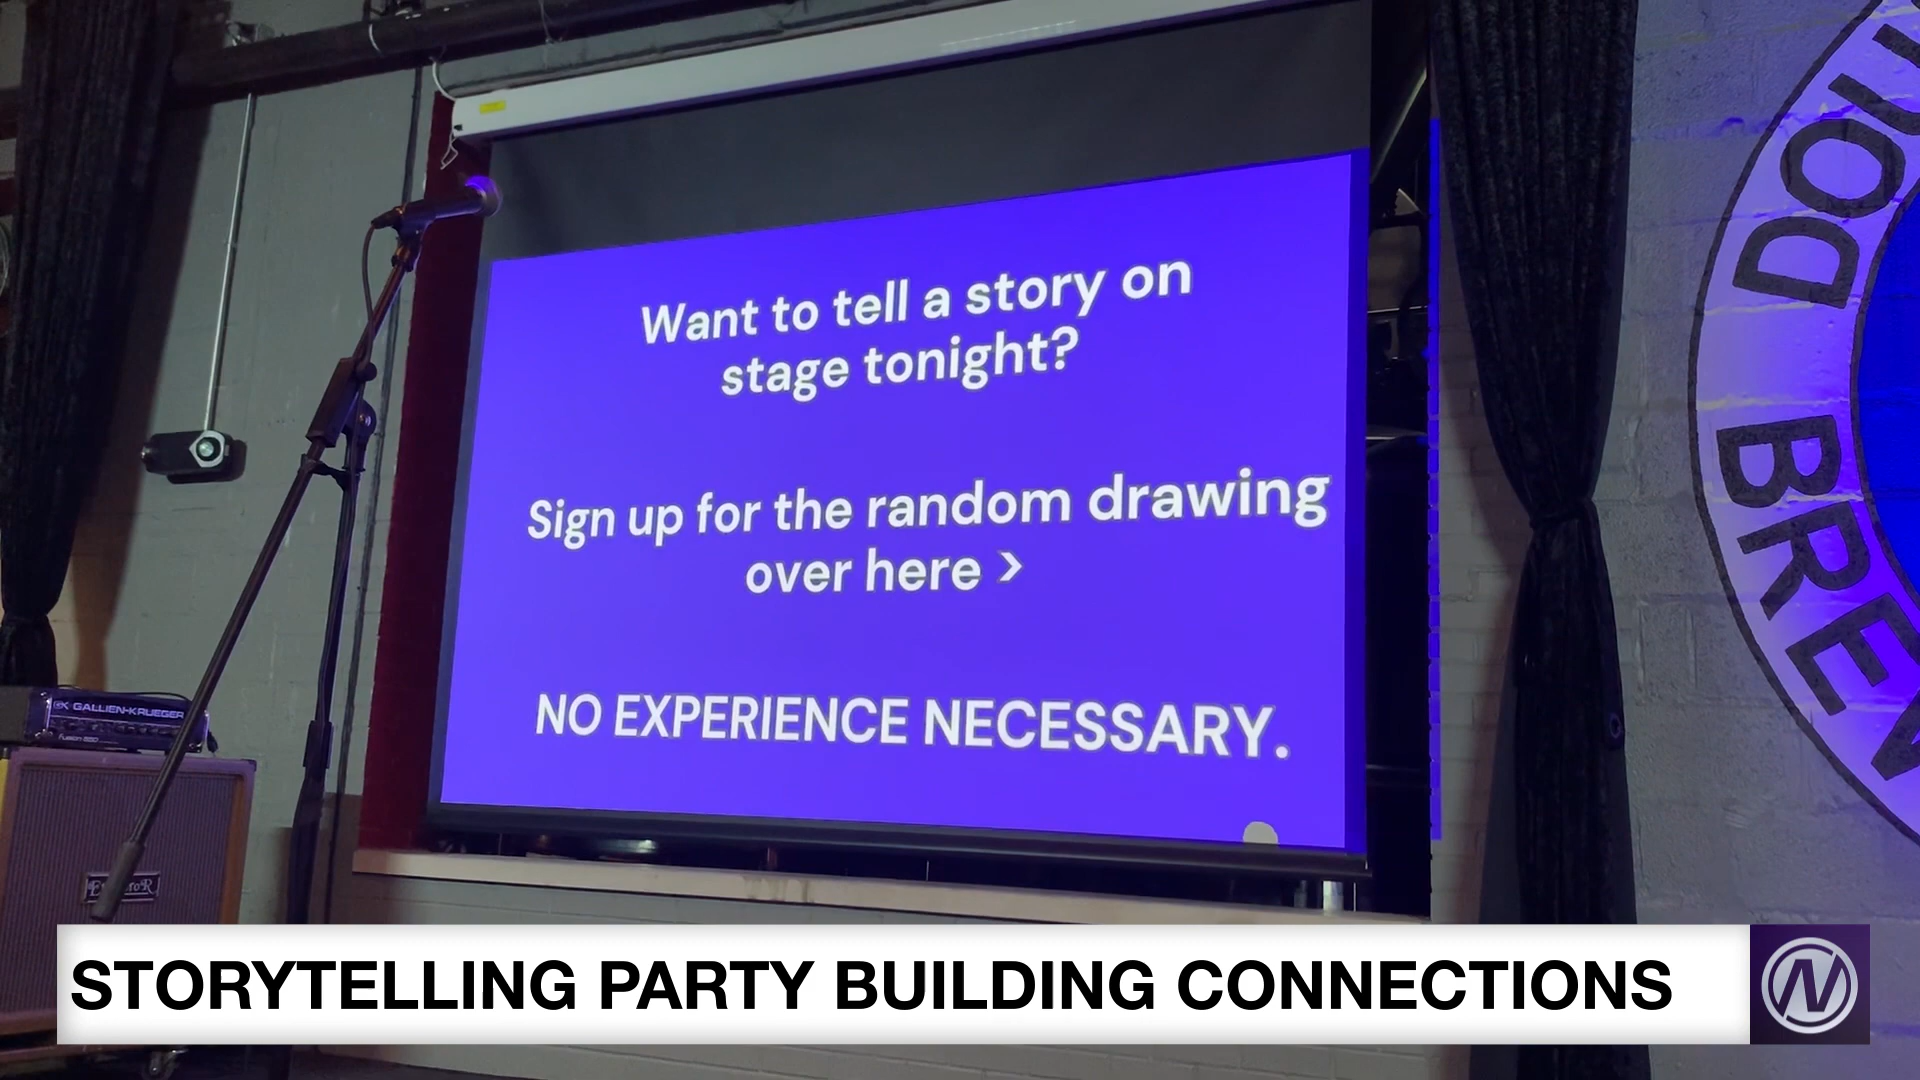 Want to tell a story on
stage tonight?
Sign up for the random drawing
over here >
NO EXPERIENCE NECESSARY.
GK GALLIEN-KRUEGER
STORYTELLING PARTY BUILDING CONNECTIONS
N